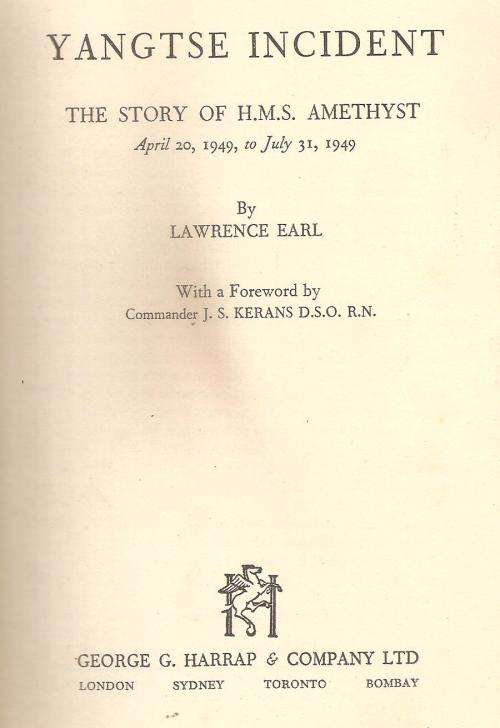 YANGTSE INCIDENT
THE STORY OF H.M.S. AMETHYST
April 20, 1949, to July 31, 1949
By
LAWRENCE EARL
With a Foreword by
Commander J. S. KERANS D.S.O. R.N.
H
GEORGE G. HARRAP & COMPANY LTD
LONDON SYDNEY TORONTO BOMBAY